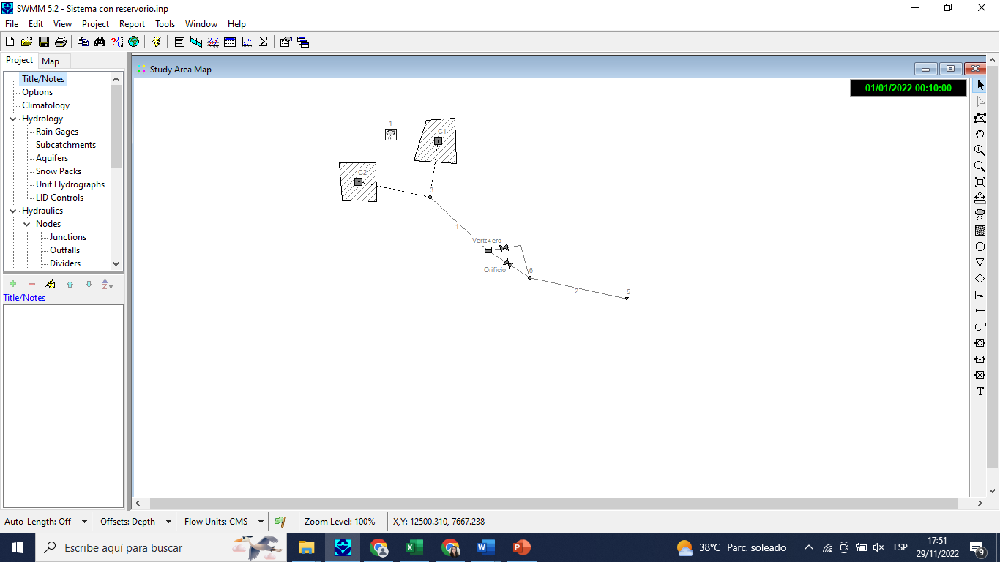 SWMM 5.2 - Sistema con reservorio.inp
File Edit View Project Report Tools Window Help
Project Map
Title/Notes
Options
Climatology
Hydrology
Rain Gages
Subcatchments
Aquifers
Snow Packs
Unit Hydrographs
LID Controls
Hydraulics
Nodes
Junctions
Outfalls
Dividers
Title/Notes
Study Area Map
01/01/2022 00:10:00
1
C1
C2
3
1
4
Orificio
6
2
5
T
Auto-Length: Off
Offsets: Depth
Flow Units: CMS
Zoom Level: 100%
X,Y: 12500.310, 7667.238
Escribe aquí para buscar
38°C Parc. soleado
ESP
17:51
29/11/2022
9